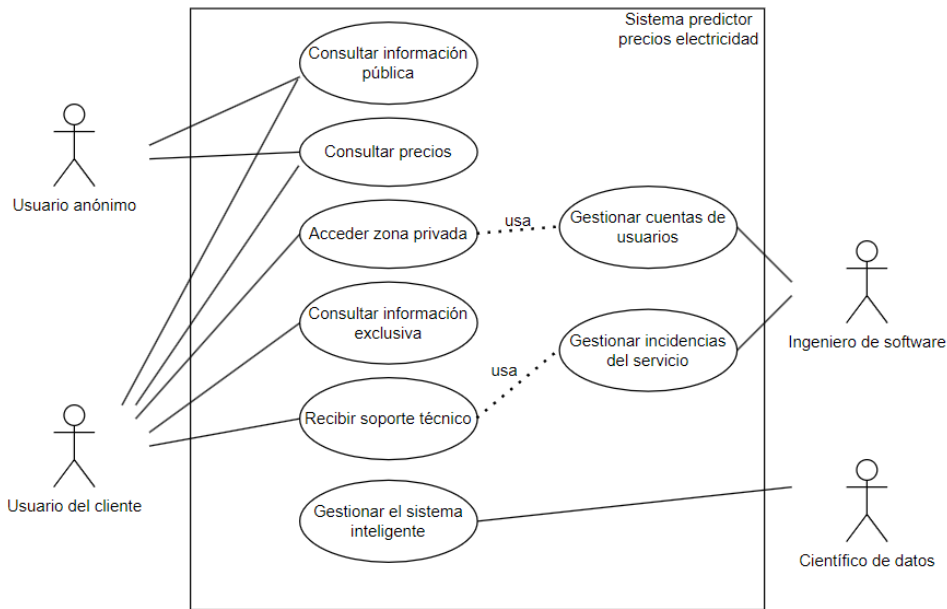 Sistema predictor
precios electricidad
Consultar información
pública
Consultar precios
Usuario anónimo
Acceder zona privada
usa
Gestionar cuentas de
usuarios
Consultar información
exclusiva
Gestionar incidencias
del servicio
Ingeniero de software
usa
Recibir soporte técnico
Usuario del cliente
Gestionar el sistema
inteligente
Científico de datos